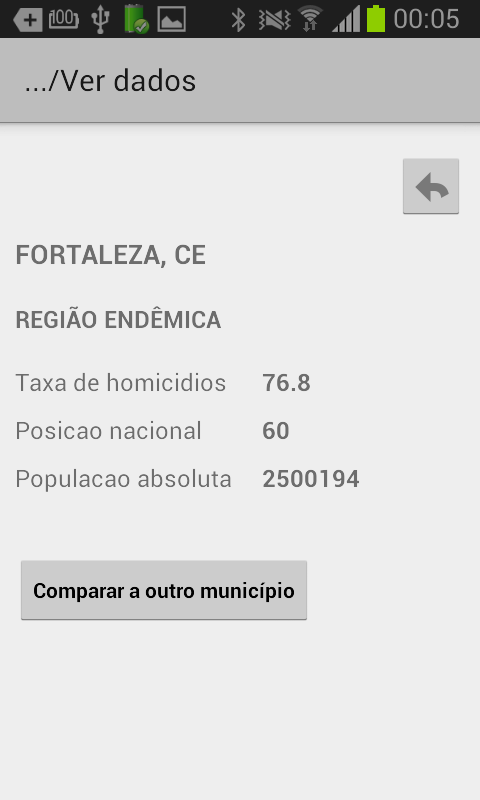 100
00:05
.../Ver dados
FORTALEZA, CE
REGIÃO ENDÊMICA
Taxa de homicidios 76.8
Posicao nacional 60
Populacao absoluta 2500194
Comparar a outro município